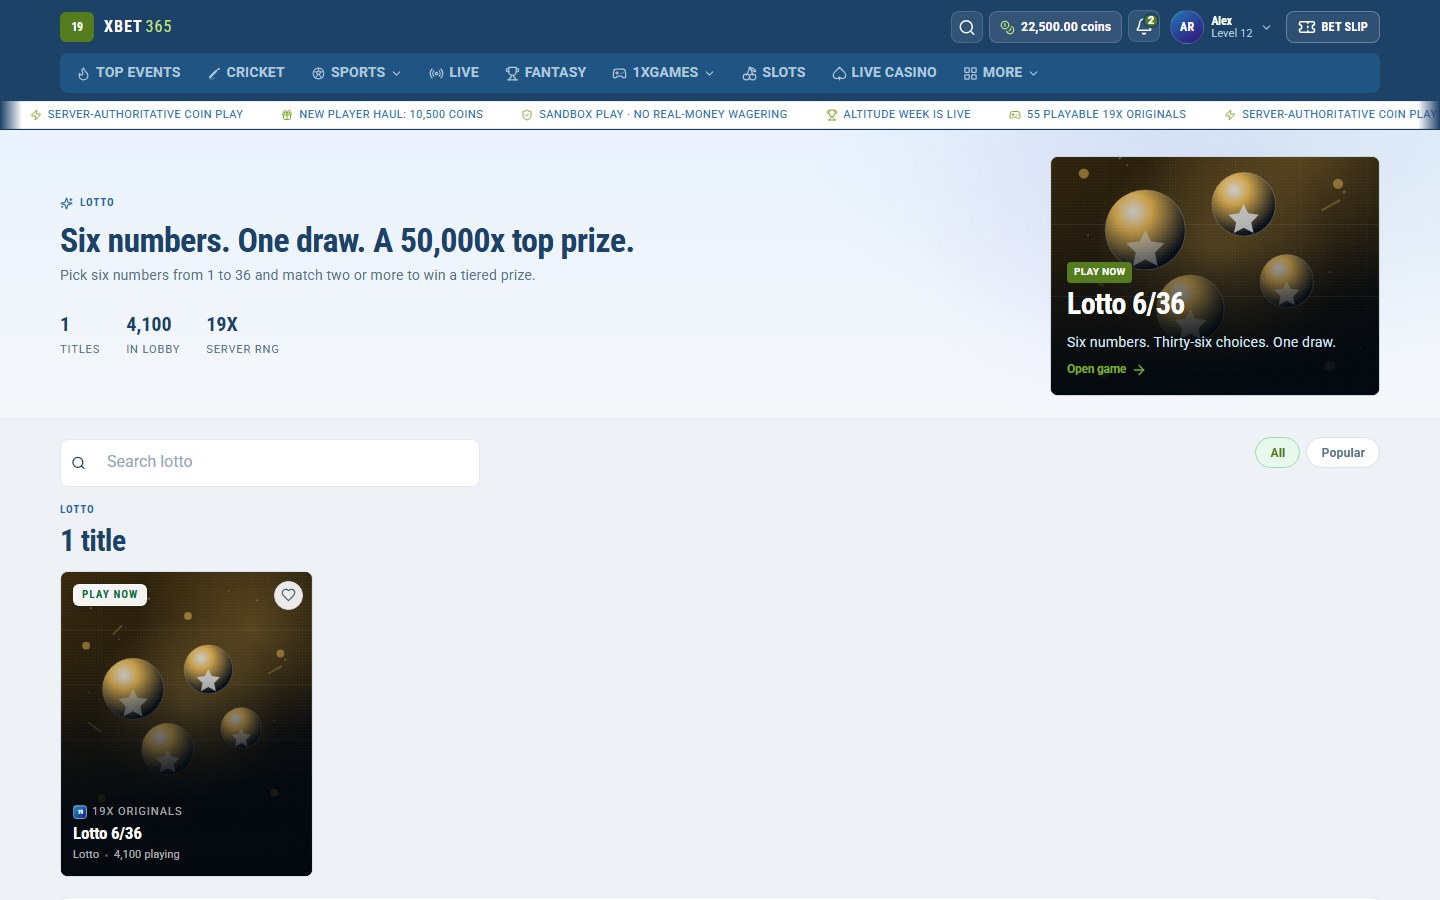 19 XBET365
22,500.00 coins
2
AR
Alex
Level 12
BET SLIP
TOP EVENTS CRICKET SPORTS LIVE FANTASY 1XGAMES SLOTS LIVE CASINO MORE
SERVER-AUTHORITATIVE COIN PLAY NEW PLAYER HAUL: 10,500 COINS SANDBOX PLAY · NO REAL-MONEY WAGERING ALTITUDE WEEK IS LIVE 55 PLAYABLE 19X ORIGINALS SERVER-AUTHORITATIVE COIN PLAY
LOTTO
Six numbers. One draw. A 50,000x top prize.
Pick six numbers from 1 to 36 and match two or more to win a tiered prize.
1 4,100 19X
TITLES IN LOBBY SERVER RNG
PLAY NOW
Lotto 6/36
Six numbers. Thirty-six choices. One draw.
Open game
Search lotto
All Popular
LOTTO
1 title
PLAY NOW
19 19X ORIGINALS
Lotto 6/36
Lotto • 4,100 playing